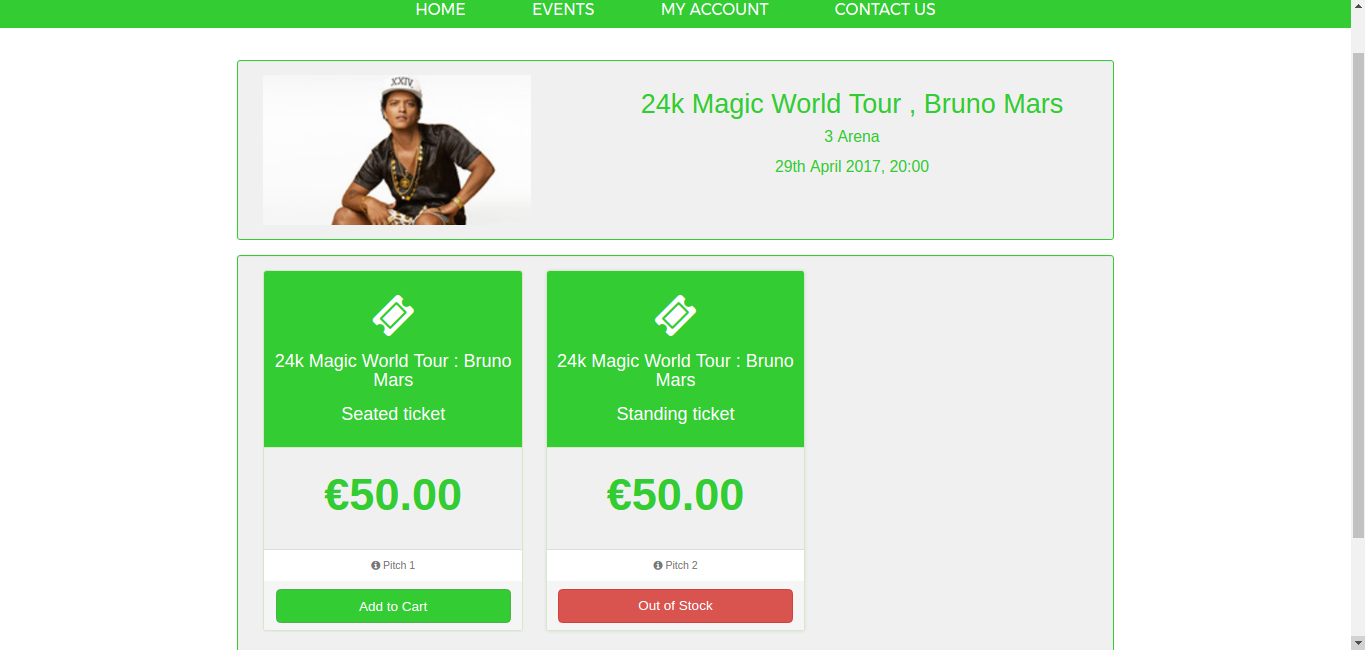 HOME EVENTS MY ACCOUNT CONTACT US
XXIV.
24k Magic World Tour , Bruno Mars
3 Arena
29th April 2017, 20:00
24k Magic World Tour : Bruno
Mars
Seated ticket
€50.00
Pitch 1
Add to Cart
24k Magic World Tour : Bruno
Mars
Standing ticket
€50.00
Pitch 2
Out of Stock